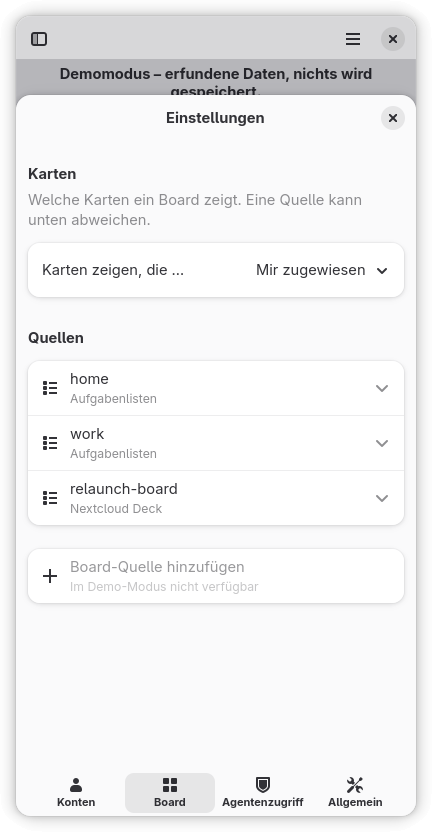 Demomodus – erfundene Daten, nichts wird
gespeichert.
Einstellungen
Karten
Welche Karten ein Board zeigt. Eine Quelle kann
unten abweichen.
Karten zeigen, die ... Mir zugewiesen
Quellen
home
Aufgabenlisten
work
Aufgabenlisten
relaunch-board
Nextcloud Deck
Board-Quelle hinzufügen
Im Demo-Modus nicht verfügbar
Konten Board Agentenzugriff Allgemein